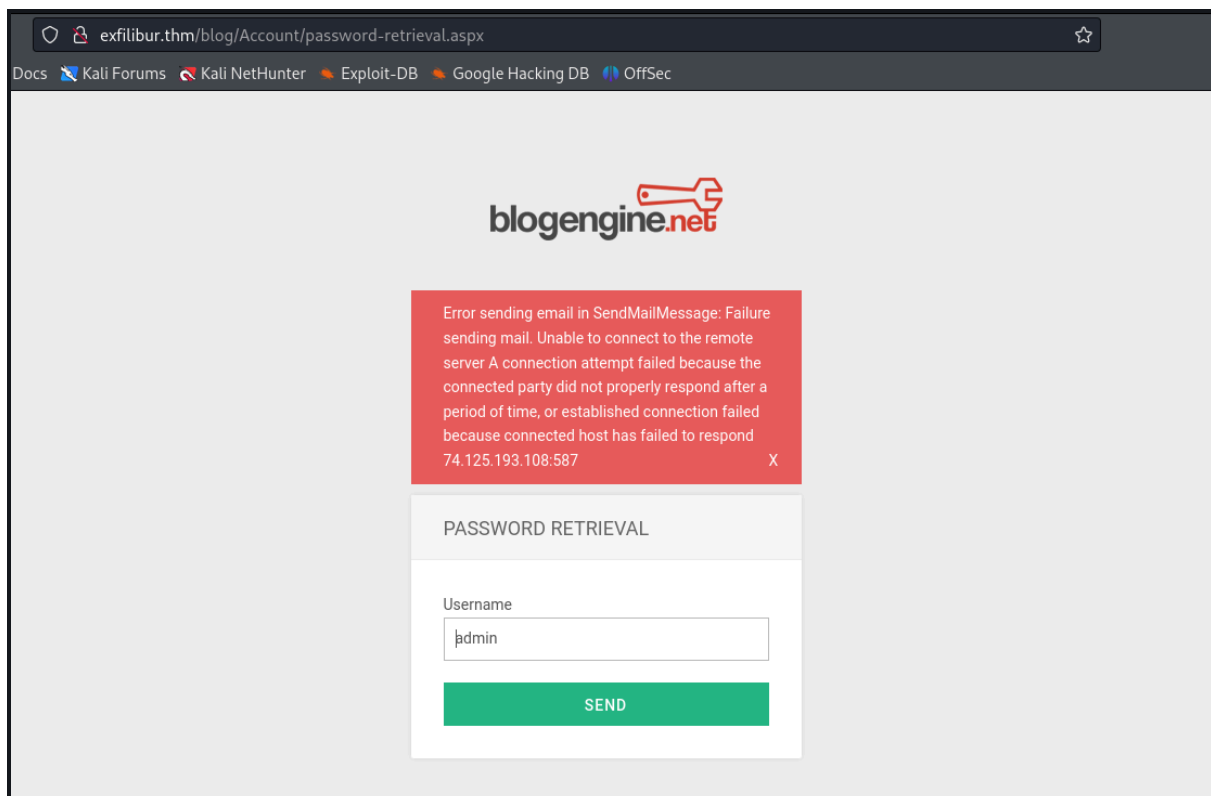 exfilibur.thm/blog/Account/password-retrieval.aspx
Docs Kali Forums Kali NetHunter Exploit-DB Google Hacking DB OffSec
blogengine.net
Error sending email in SendMailMessage: Failure
sending mail. Unable to connect to the remote
server A connection attempt failed because the
connected party did not properly respond after a
period of time, or established connection failed
because connected host has failed to respond
74.125.193.108:587 X
PASSWORD RETRIEVAL
Username
admin
SEND